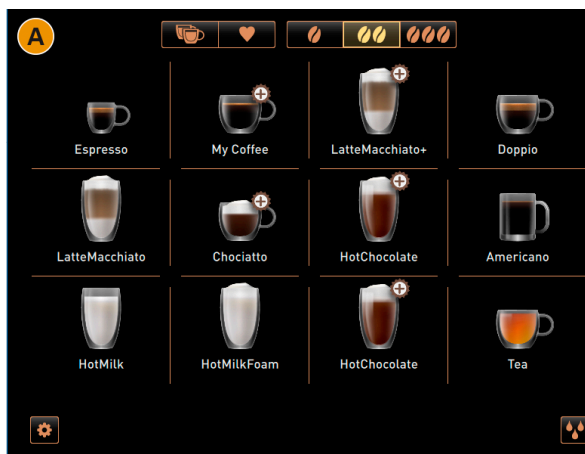 A
Espresso
My Coffee
LatteMacchiato+
Doppio
LatteMacchiato
Chociatto
HotChocolate
Americano
HotMilk
HotMilkFoam
HotChocolate
Tea